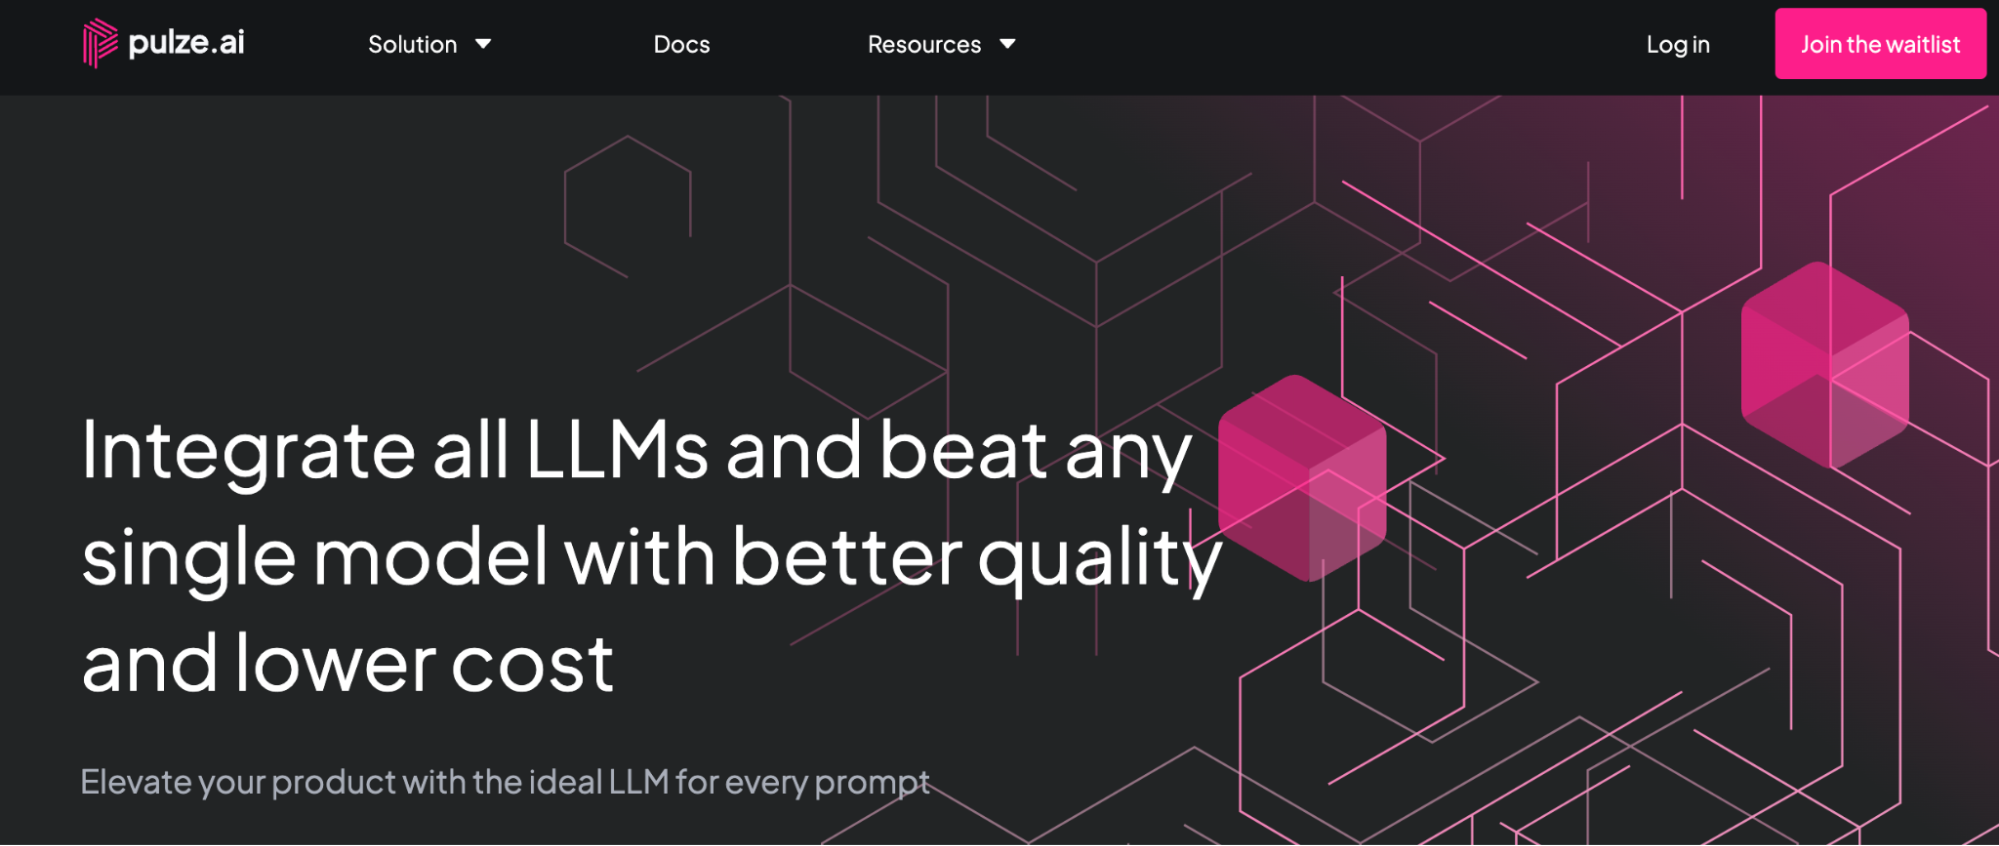 pulze.ai
Solution
Docs
Resources
Log in
Join the waitlist
Integrate all LLMs and beat any
single model with better quality
and lower cost
Elevate your product with the ideal LLM for every prompt